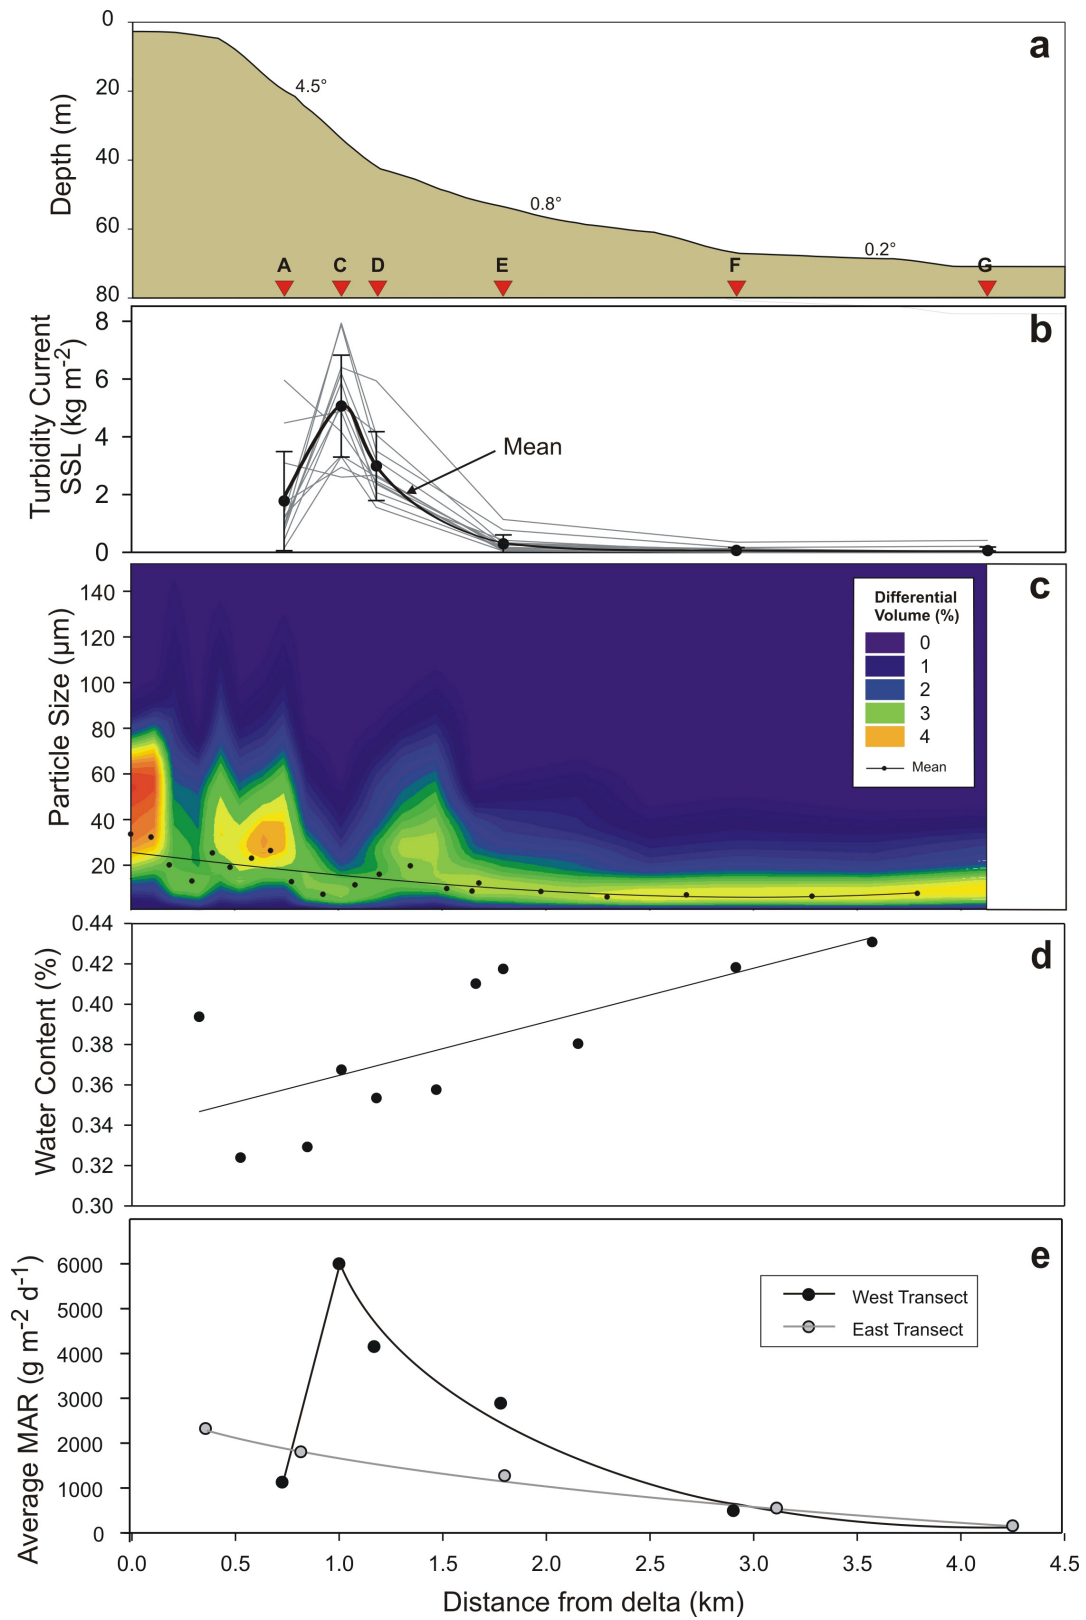 a
0
20
40
60
80
Depth (m)
4.5°
0.8°
0.2°
A C D E F G
b
8
6
4
2
0
Turbidity Current
SSL (kg m-2)
Mean
c
140
120
100
80
60
40
20
Particle Size (µm)
Differential
Volume (%)
0
1
2
3
4
Mean
d
0.44
0.42
0.40
0.38
0.36
0.34
0.32
0.30
Water Content (%)
e
6000
5000
4000
3000
2000
1000
0
Average MAR (g m-2 d-1)
West Transect
East Transect
0.0 0.5 1.0 1.5 2.0 2.5 3.0 3.5 4.0 4.5
Distance from delta (km)